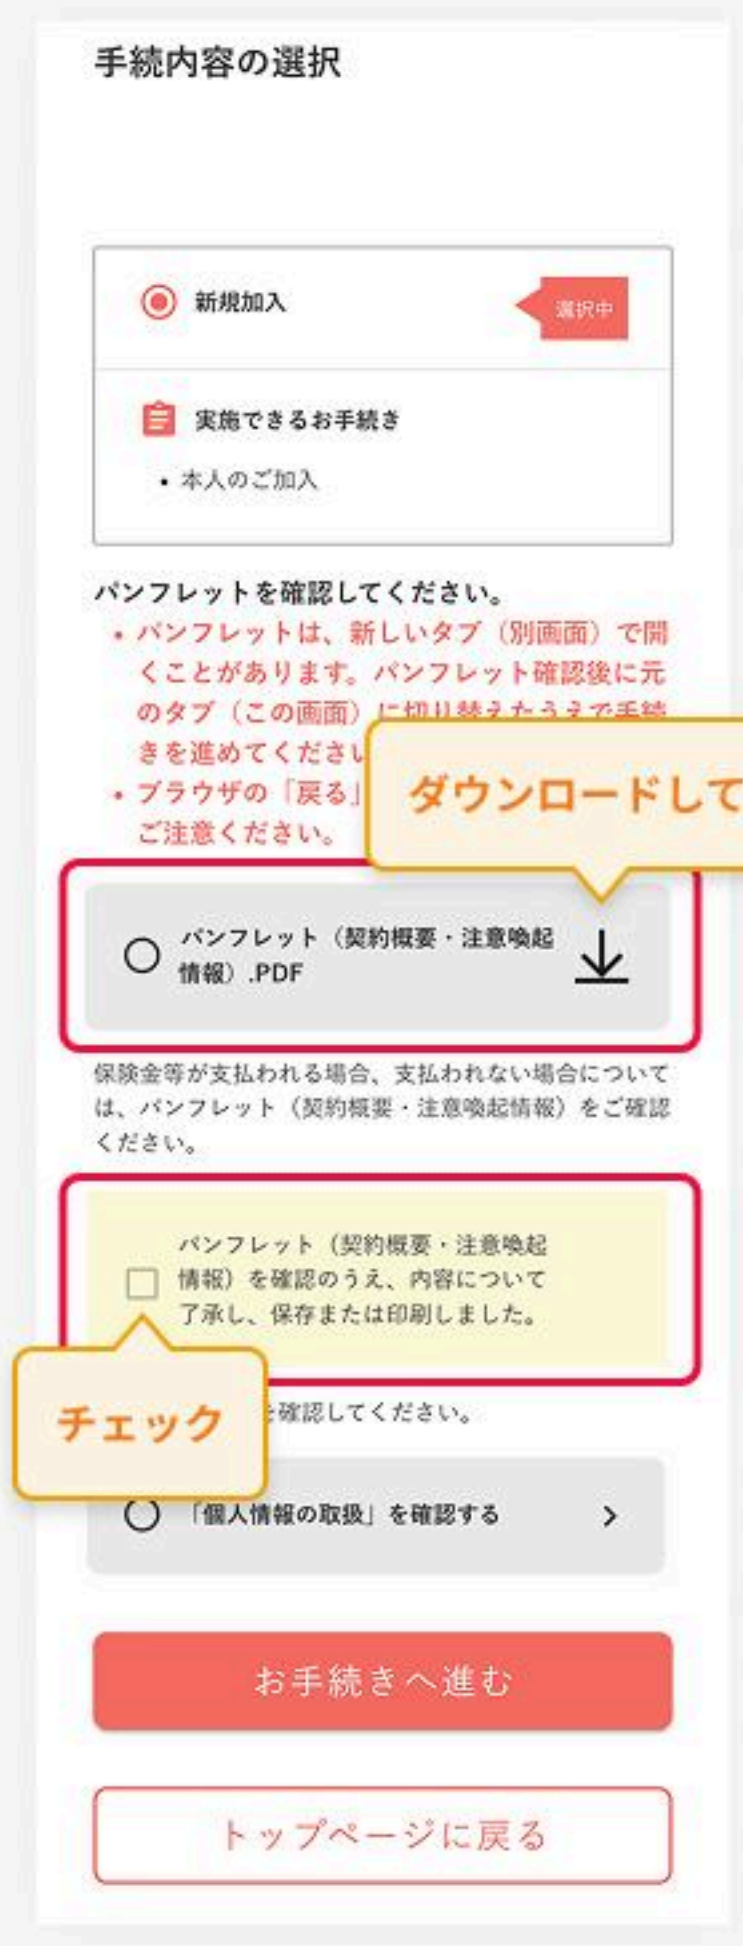 手続内容の選択
新規加入
選択中
実施できるお手続き
・本人のご加入
パンフレットを確認してください。
・パンフレットは、新しいタブ（別画面）で開
くことがあります。パンフレット確認後に元
のタブ（この画面）に切り替えたうえで手続
きを進めてください
・ブラウザの「戻る」
ご注意ください。
ダウンロードして
パンフレット（契約概要・注意喚起
情報）.PDF
保険金等が支払われる場合、支払われない場合について
は、パンフレット（契約概要・注意喚起情報）をご確認
ください。
パンフレット（契約概要・注意喚起
情報）を確認のうえ、内容について
了承し、保存または印刷しました。
チェック
を確認してください。
「個人情報の取扱」を確認する
お手続きへ進む
トップページに戻る